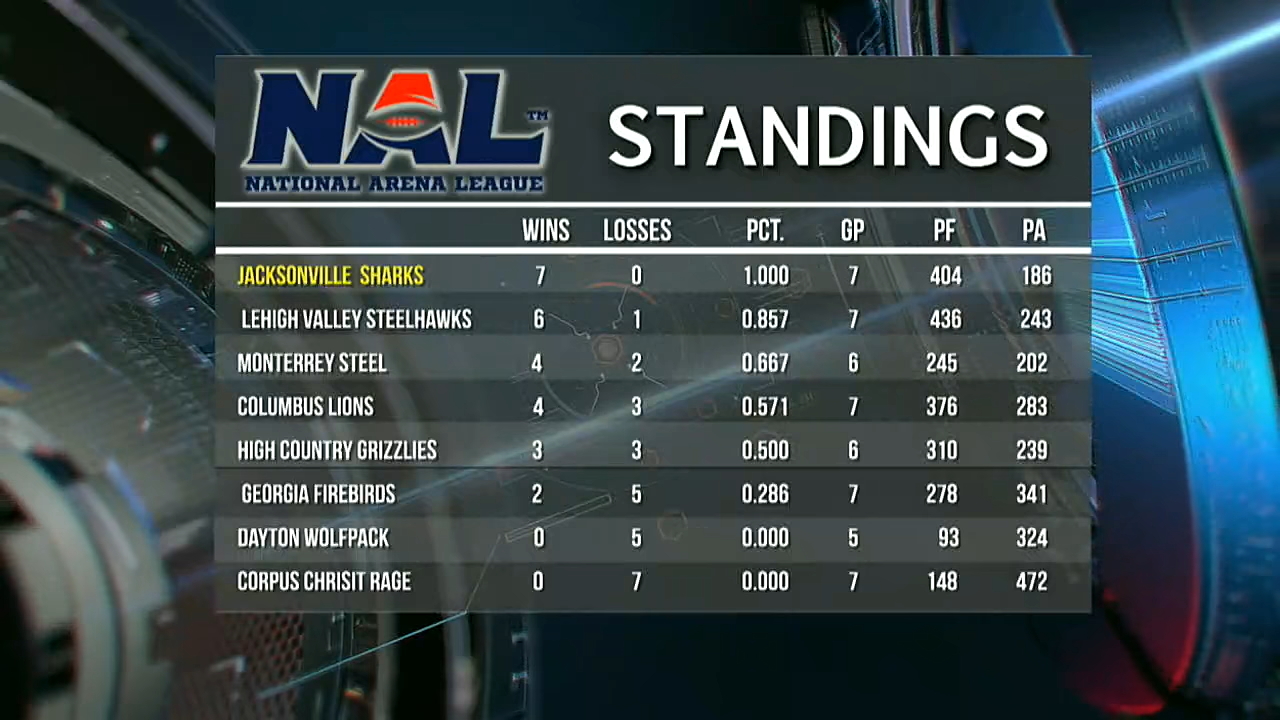 NAL™
NATIONAL ARENA LEAGUE
STANDINGS
WINS LOSSES PCT. GP PF PA
JACKSONVILLE SHARKS 7 0 1.000 7 404 186
LEHIGH VALLEY STEELHAWKS 6 1 0.857 7 436 243
MONTERREY STEEL 4 2 0.667 6 245 202
COLUMBUS LIONS 4 3 0.571 7 376 283
HIGH COUNTRY GRIZZLIES 3 3 0.500 6 310 239
GEORGIA FIREBIRDS 2 5 0.286 7 278 341
DAYTON WOLFPACK 0 5 0.000 5 93 324
CORPUS CHRISIT RAGE 0 7 0.000 7 148 472